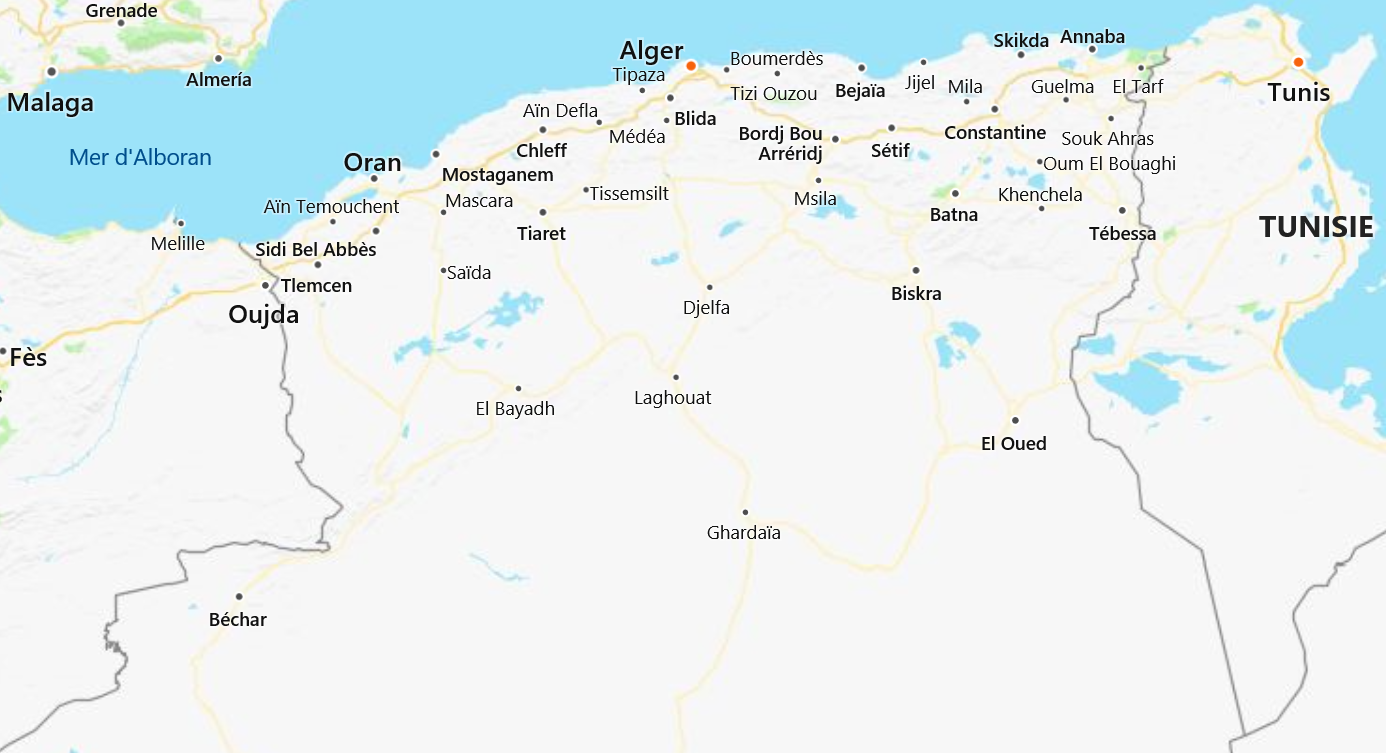 Grenade
Almería
Malaga
Mer d'Alboran
Alger
Tipaza
Boumerdès
Tizi Ouzou
Bejaïa
Jijel
Skikda
Annaba
Mila
Guelma
El Tarf
Tunis
Aïn Defla
Blida
Médéa
Chleff
Bordj Bou
Arréridj
Sétif
Constantine
Souk Ahras
Oum El Bouaghi
Oran
Mostaganem
Mascara
Tissemsilt
Msila
Batna
Khenchela
Aïn Temouchent
Tiaret
Tébessa
TUNISIE
Melille
Sidi Bel Abbès
Saïda
Tlemcen
Biskra
Djelfa
Oujda
Fès
s
El Bayadh
Laghouat
El Oued
Ghardaïa
Béchar